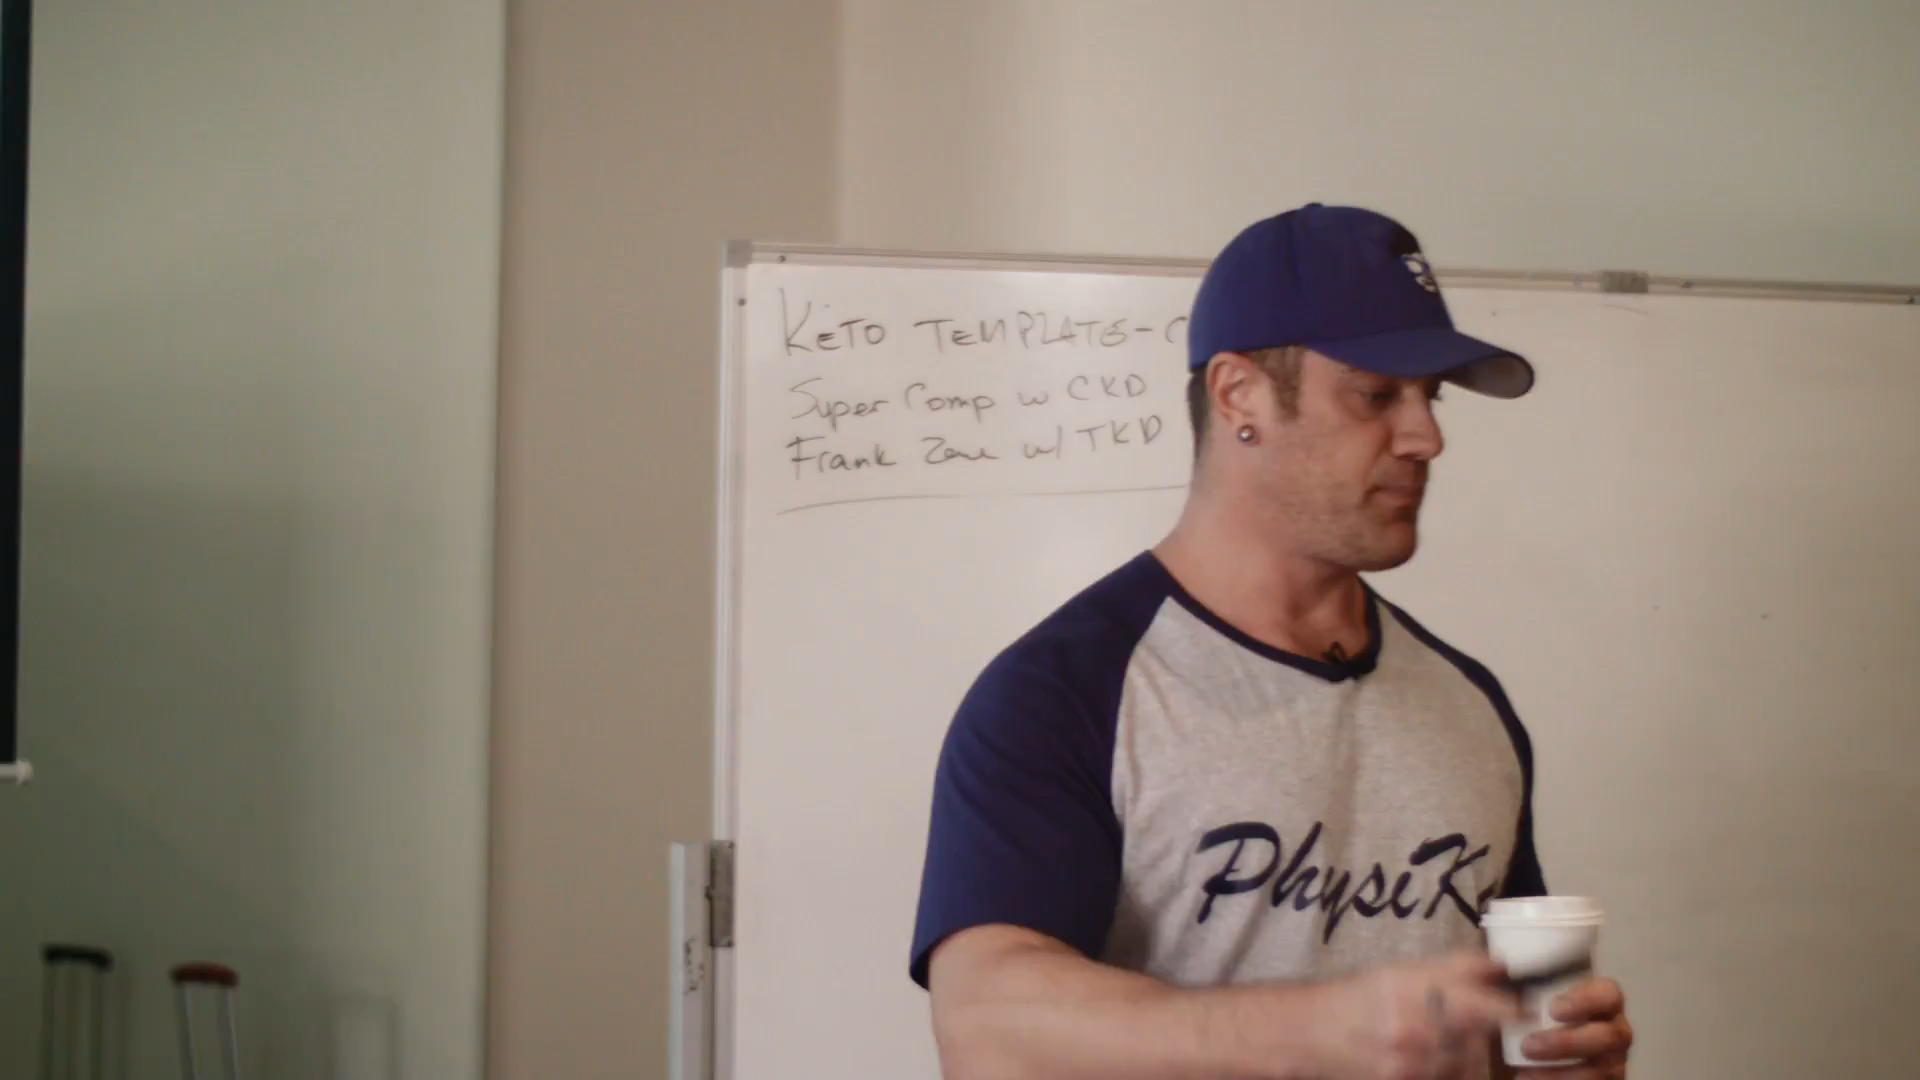 KETO TEMPLATE - C
Super Comp w CKD
Frank Zane w/ TKD
PhysiK